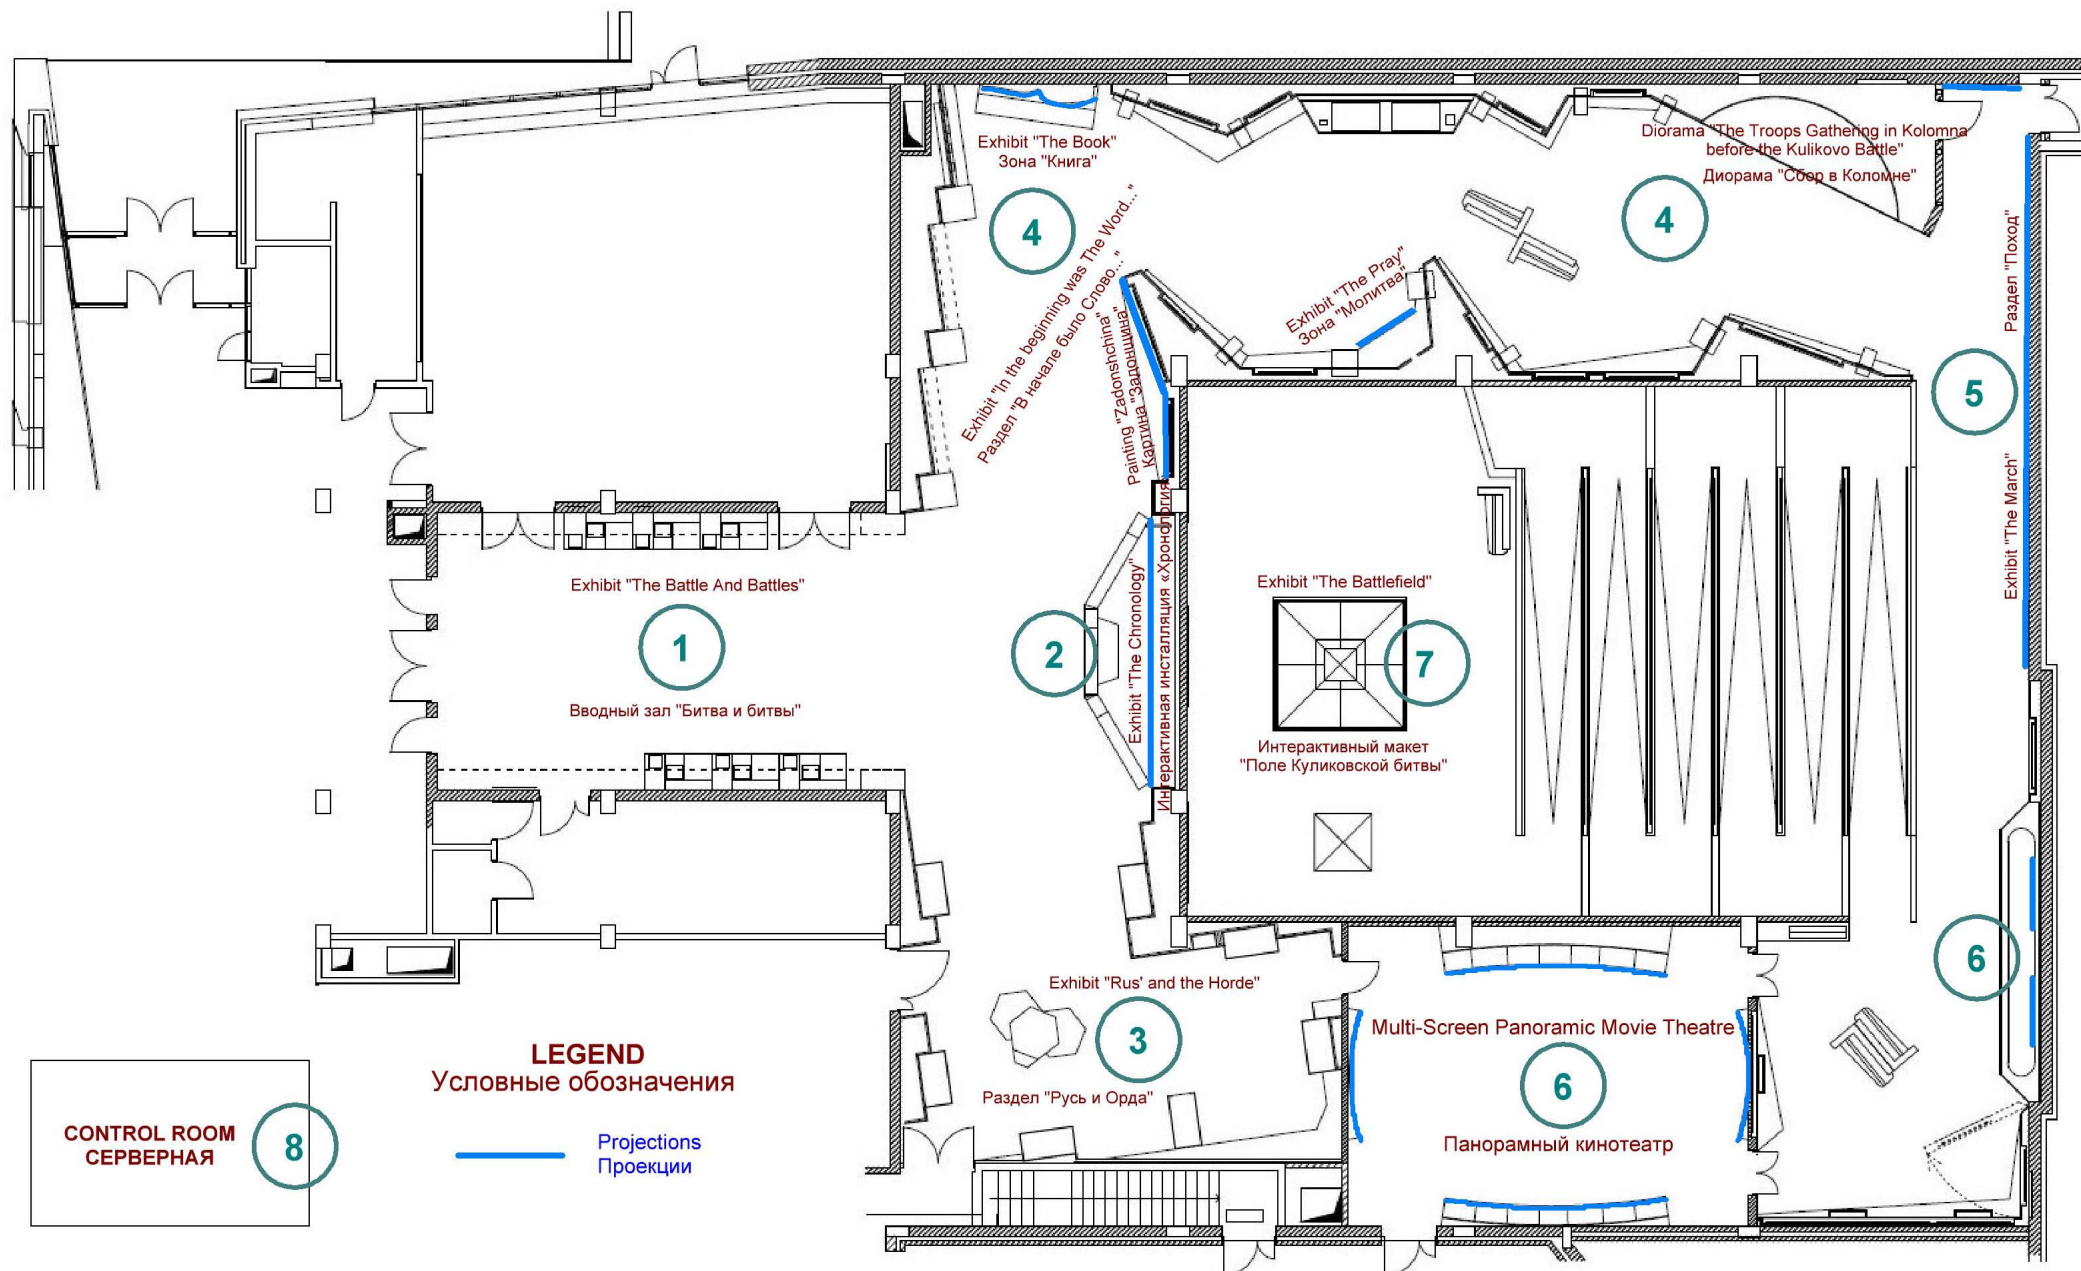 Exhibit "The Book"
Зона "Книга"
4
Exhibit "In the beginning was The Word..."
Раздел "В начале было Слово..."
Painting "Zadonshchina"
Картина "Задонщина"
Exhibit "The Pray"
Зона "Молитва"
Diorama "The Troops Gathering in Kolomna
before the Kulikovo Battle"
Диорама "Сбор в Коломне"
4
Раздел "Поход"
5
Exhibit "The March"
Exhibit "The Battle And Battles"
1
Вводный зал "Битва и битвы"
2
Exhibit "The Chronology"
Интерактивная инсталляция «Хронология
Exhibit "The Battlefield"
7
Интерактивный макет
"Поле Куликовской битвы"
6
Exhibit "Rus' and the Horde"
3
Раздел "Русь и Орда"
Multi-Screen Panoramic Movie Theatre
6
Панорамный кинотеатр
LEGEND
Условные обозначения
Projections
Проекции
CONTROL ROOM
СЕРВЕРНАЯ
8